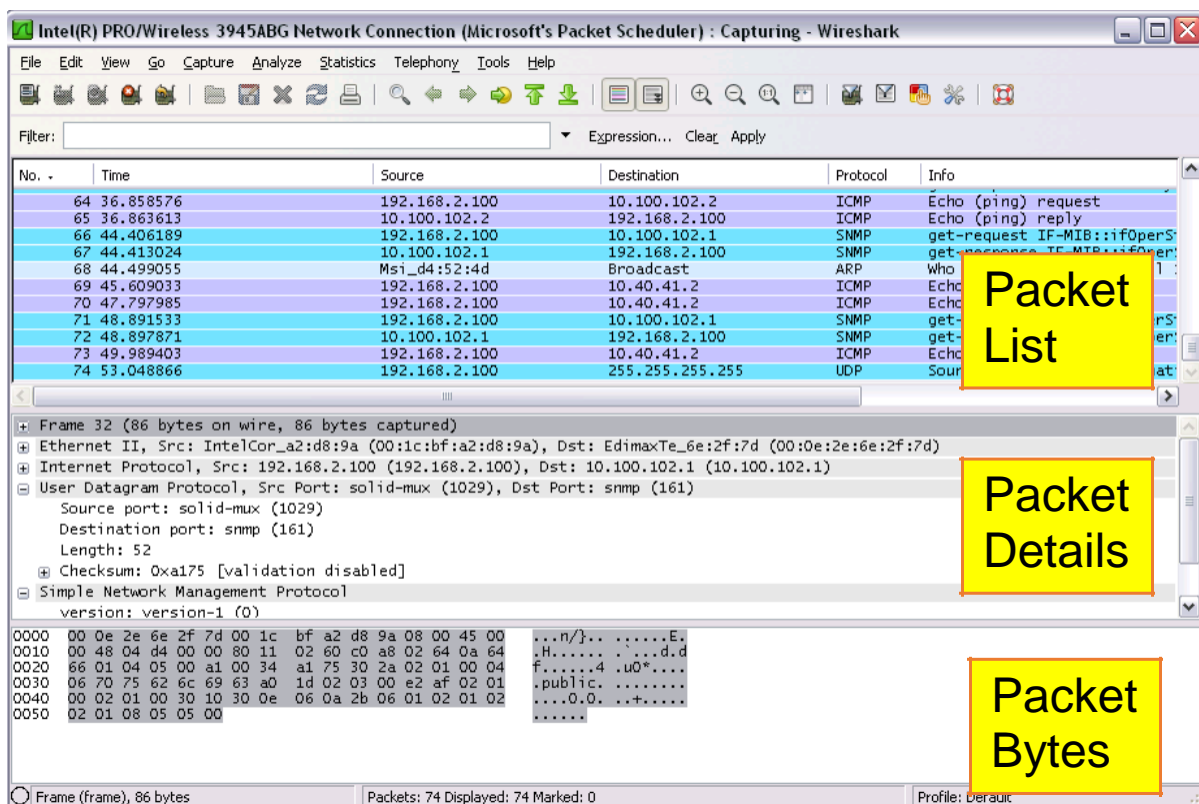 Intel(R) PRO/Wireless 3945ABG Network Connection (Microsoft's Packet Scheduler) : Capturing - Wireshark
File Edit View Go Capture Analyze Statistics Telephony Tools Help
Filter: Expression... Clear Apply
No. Time Source Destination Protocol Info
64 36.858576 192.168.2.100 10.100.102.2 ICMP Echo (ping) request
65 36.863613 10.100.102.2 192.168.2.100 ICMP Echo (ping) reply
66 44.406189 192.168.2.100 10.100.102.1 SNMP get-request IF-MIB::ifOperS
67 44.413024 10.100.102.1 192.168.2.100 SNMP get-response IF-MIB::ifOper
68 44.499055 Msi_d4:52:4d Broadcast ARP Who
69 45.609033 192.168.2.100 10.40.41.2 ICMP Echo
70 47.797985 192.168.2.100 10.40.41.2 ICMP Echo
71 48.891533 192.168.2.100 10.100.102.1 SNMP get-
72 48.897871 10.100.102.1 192.168.2.100 SNMP get-
73 49.989403 192.168.2.100 10.40.41.2 ICMP Echo
74 53.048866 192.168.2.100 255.255.255.255 UDP Sour
Packet
List
Frame 32 (86 bytes on wire, 86 bytes captured)
Ethernet II, Src: IntelCor_a2:d8:9a (00:1c:bf:a2:d8:9a), Dst: EdimaxTe_6e:2f:7d (00:0e:2e:6e:2f:7d)
Internet Protocol, Src: 192.168.2.100 (192.168.2.100), Dst: 10.100.102.1 (10.100.102.1)
User Datagram Protocol, Src Port: solid-mux (1029), Dst Port: snmp (161)
Source port: solid-mux (1029)
Destination port: snmp (161)
Length: 52
Checksum: 0xa175 [validation disabled]
Simple Network Management Protocol
version: version-1 (0)
Packet
Details
0000 00 0e 2e 6e 2f 7d 00 1c bf a2 d8 9a 08 00 45 00 ...n/}.. ......E.
0010 00 48 04 d4 00 00 80 11 02 60 c0 a8 02 64 0a 64 .H...... .`...d.d
0020 66 01 04 05 00 a1 00 34 a1 75 30 2a 02 01 00 04 f......4 .u0*....
0030 06 70 75 62 6c 69 63 a0 1d 02 03 00 e2 af 02 01 .public. ........
0040 00 02 01 00 30 10 30 0e 06 0a 2b 06 01 02 01 02 ....0.0. ..+.....
0050 02 01 08 05 05 00 ......
Packet
Bytes
Frame (frame), 86 bytes Packets: 74 Displayed: 74 Marked: 0 Profile: Default